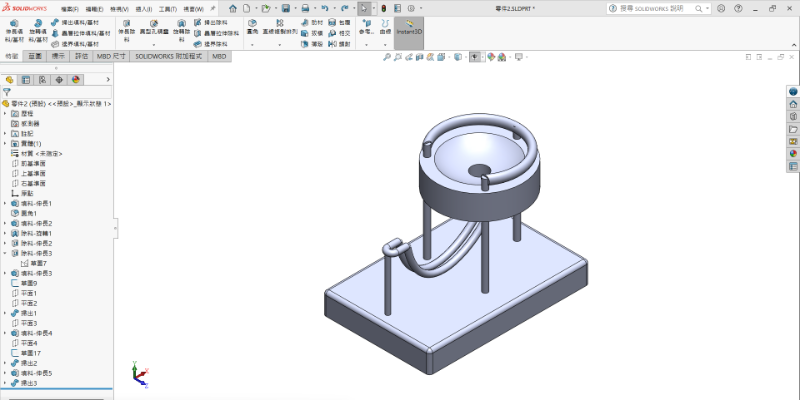 SOLIDWORKS 檔案(F) 編輯(E) 檢視(V) 插入(I) 工具(T) 視窗(W) 零件2.SLDPRT * 搜尋 SOLIDWORKS 說明
伸長填料/基材 旋轉填料/基材 掃出填料/基材 疊層拉伸填料/基材 邊界填料/基材 伸長除料 異型孔精靈 旋轉除料 掃出除料 疊層拉伸除料 邊界除料 圓角 直線複製排列 肋材 拔模 薄殼 包覆 相交 鏡射 參考.. 曲線 Instant3D
特徵 草圖 標示 評估 MBD 尺寸 SOLIDWORKS 附加程式 MBD
零件2 (預設) <<預設>_顯示狀態 1>
歷程
感測器
註記
實體(1)
材質 <未指定>
前基準面
上基準面
右基準面
原點
填料-伸長1
圓角1
填料-伸長2
除料-旋轉1
除料-伸長2
除料-伸長3
草圖7
填料-伸長3
草圖9
平面1
平面2
掃出1
平面3
填料-伸長4
平面4
草圖17
掃出2
填料-伸長5
掃出3